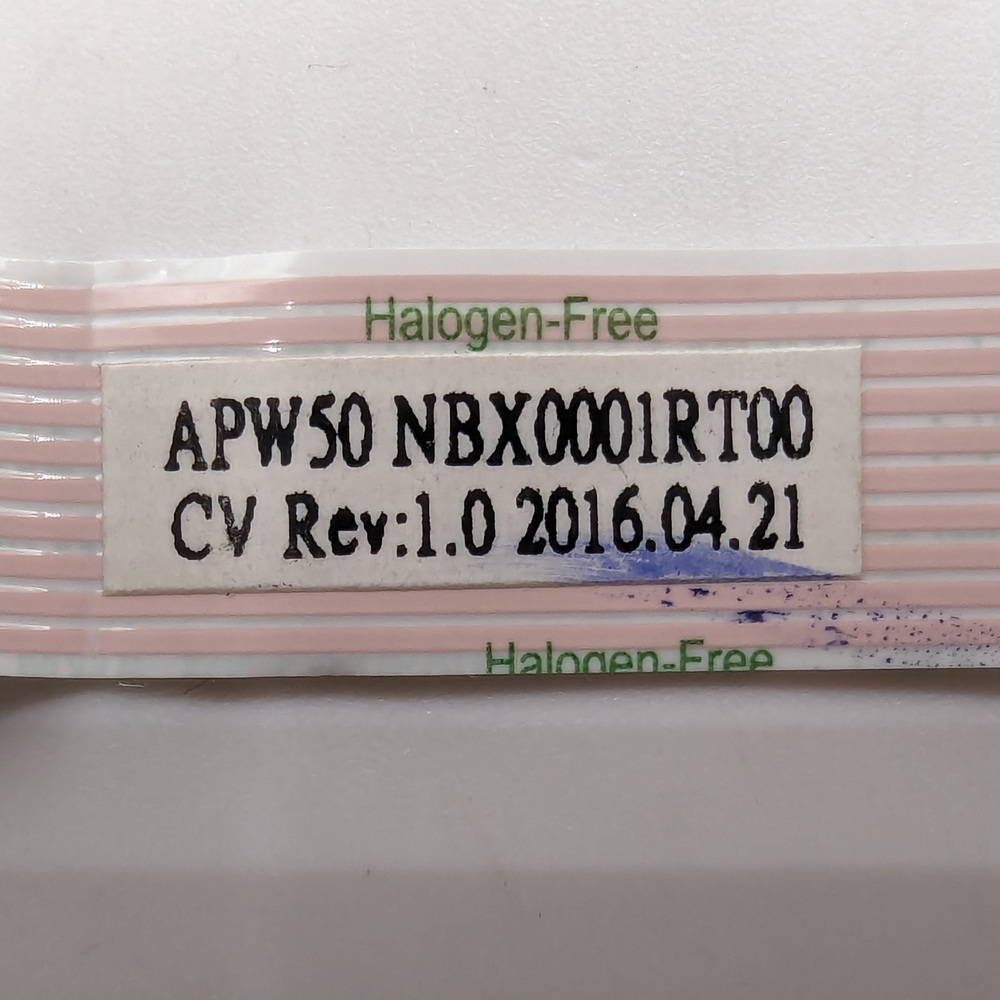 Halogen-Free
APW50 NBX0001RT00
CV Rev:1.0 2016.04.21
Halogen-Free